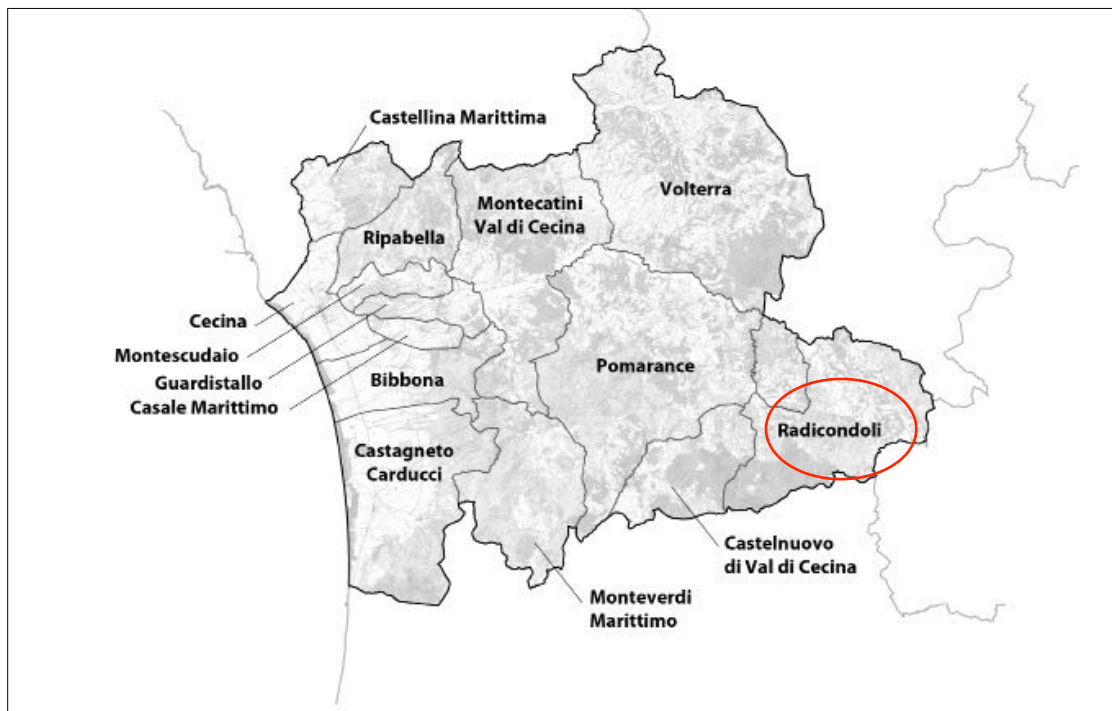 Castellina Marittima
Volterra
Montecatini
Val di Cecina
Ripabella
Cecina
Montescudaio
Guardistallo
Casale Marittimo
Bibbona
Pomarance
Radicondoli
Castagneto
Carducci
Castelnuovo
di Val di Cecina
Monteverdi
Marittimo